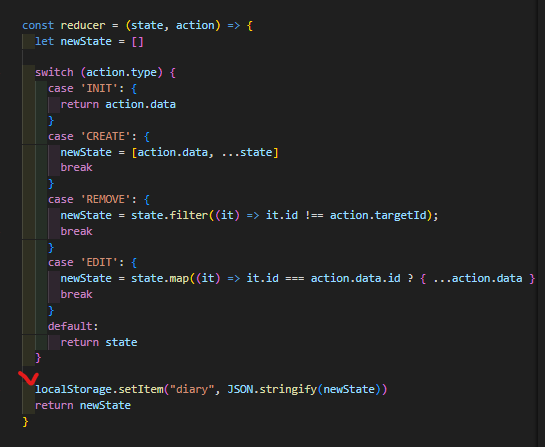 const reducer = (state, action) => {
let newState = []
switch (action.type) {
case 'INIT': {
return action.data
}
case 'CREATE': {
newState = [action.data, ...state]
break
}
case 'REMOVE': {
newState = state.filter((it) => it.id !== action.targetId);
break
}
case 'EDIT': {
newState = state.map((it) => it.id === action.data.id ? { ...action.data }
break
}
default:
return state
}
localStorage.setItem("diary", JSON.stringify(newState))
return newState
}